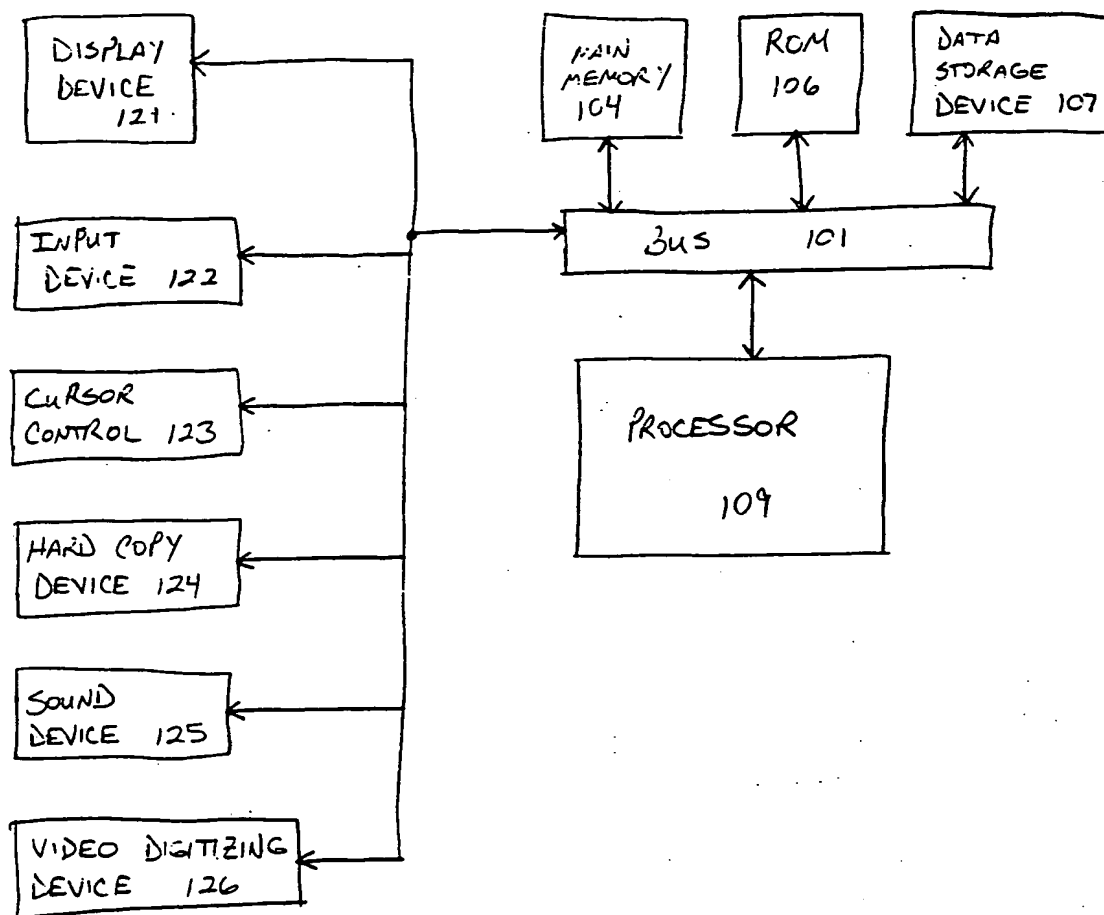 DISPLAY
DEVICE
121
MAIN
MEMORY
104
ROM
106
DATA
STORAGE
DEVICE 107
INPUT
DEVICE 122
BUS 101
CURSOR
CONTROL 123
PROCESSOR
109
HARD COPY
DEVICE 124
SOUND
DEVICE 125
VIDEO DIGITIZING
DEVICE 126